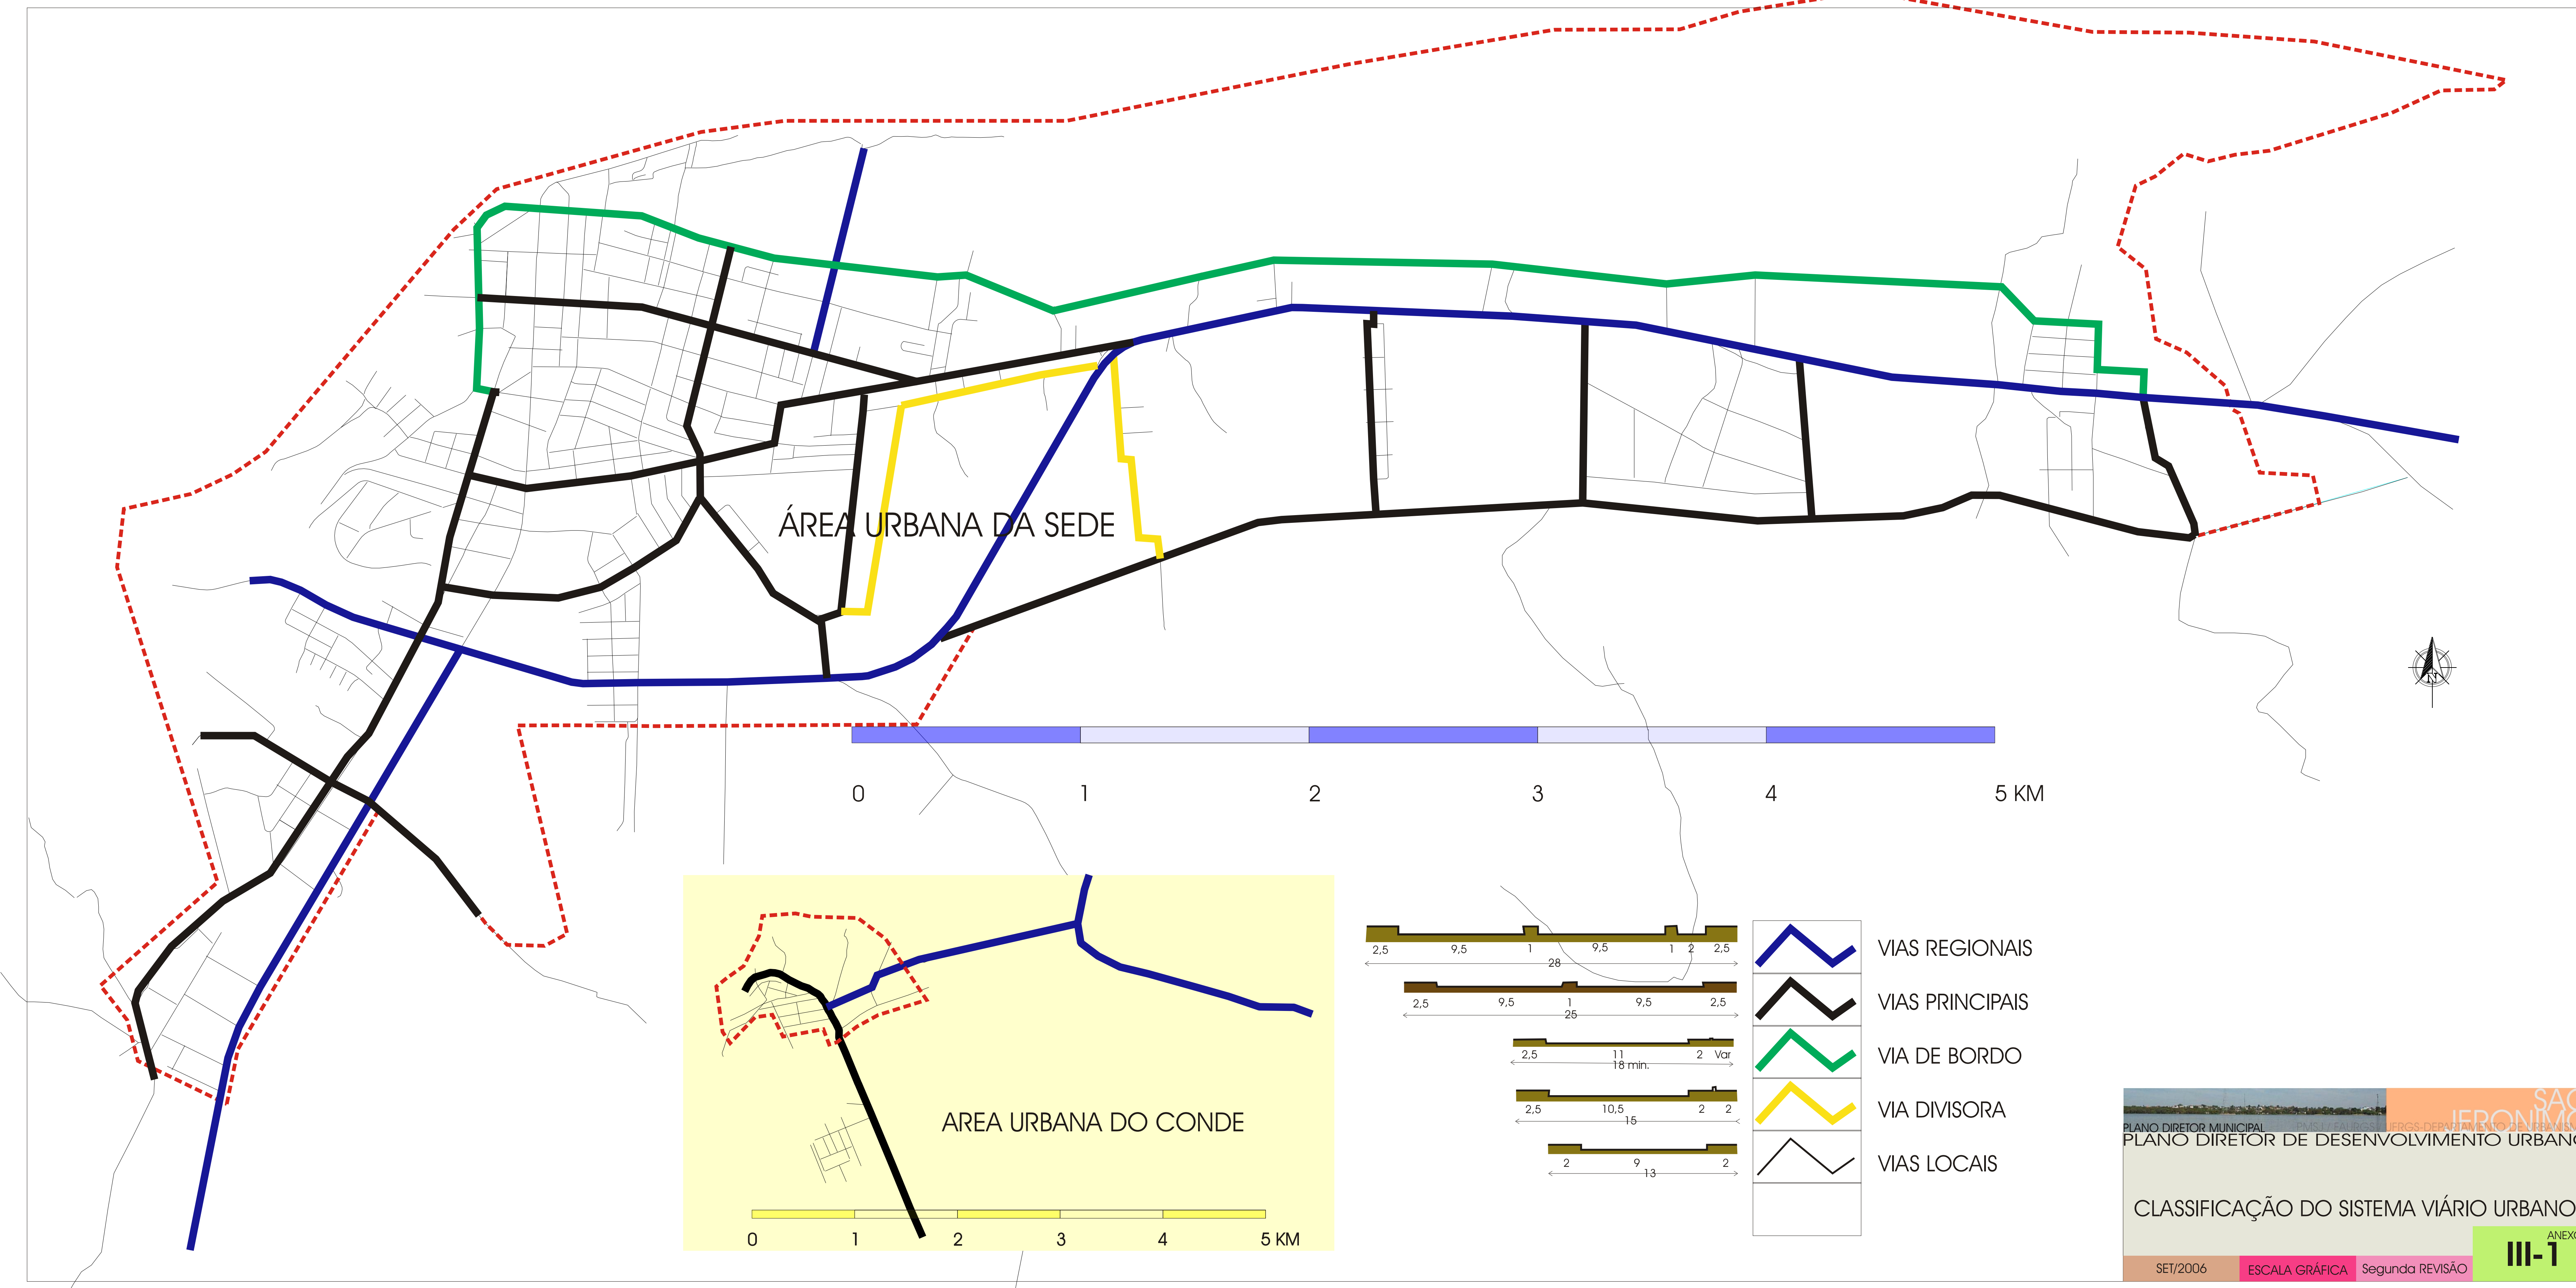 ÁREA URBANA DA SEDE
N
0 1 2 3 4 5 KM
AREA URBANA DO CONDE
0 1 2 3 4 5 KM
2,5 9,5 1 9,5 1 2 2,5
28
VIAS REGIONAIS
2,5 9,5 1 9,5 2,5
25
VIAS PRINCIPAIS
2,5 11 2 Var
18 min.
VIA DE BORDO
2,5 10,5 2 2
15
VIA DIVISORA
2 9 2
13
VIAS LOCAIS
SÃO
JERONIMO
PLANO DIRETOR MUNICIPAL
PLANO DIRETOR DE DESENVOLVIMENTO URBANO
CLASSIFICAÇÃO DO SISTEMA VIÁRIO URBANO
ANEXO
III-1
SET/2006 ESCALA GRÁFICA Segunda REVISÃO